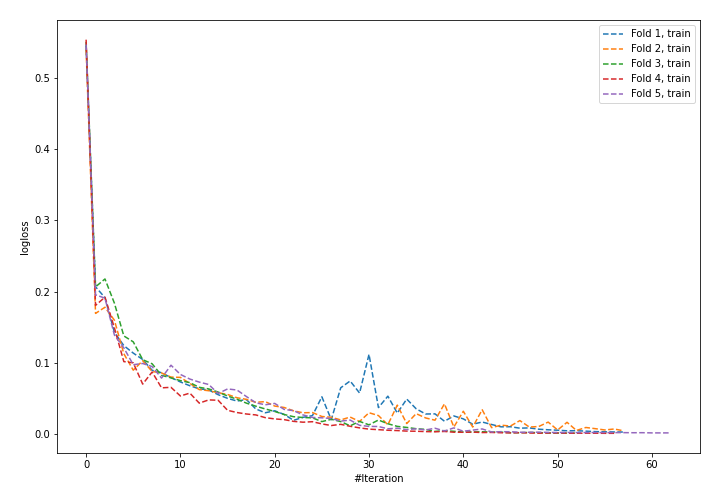 Fold 1, train
Fold 2, train
Fold 3, train
Fold 4, train
Fold 5, train
logloss
0.5
0.4
0.3
0.2
0.1
0.0
0 10 20 30 40 50 60
#Iteration